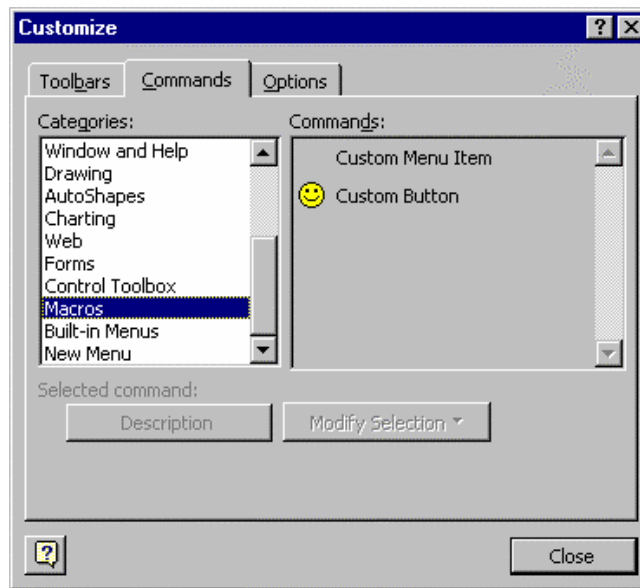 Customize
Toolbars Commands Options
Categories:
Window and Help
Drawing
AutoShapes
Charting
Web
Forms
Control Toolbox
Macros
Built-in Menus
New Menu
Commands:
Custom Menu Item
Custom Button
Selected command:
Description Modify Selection
Close